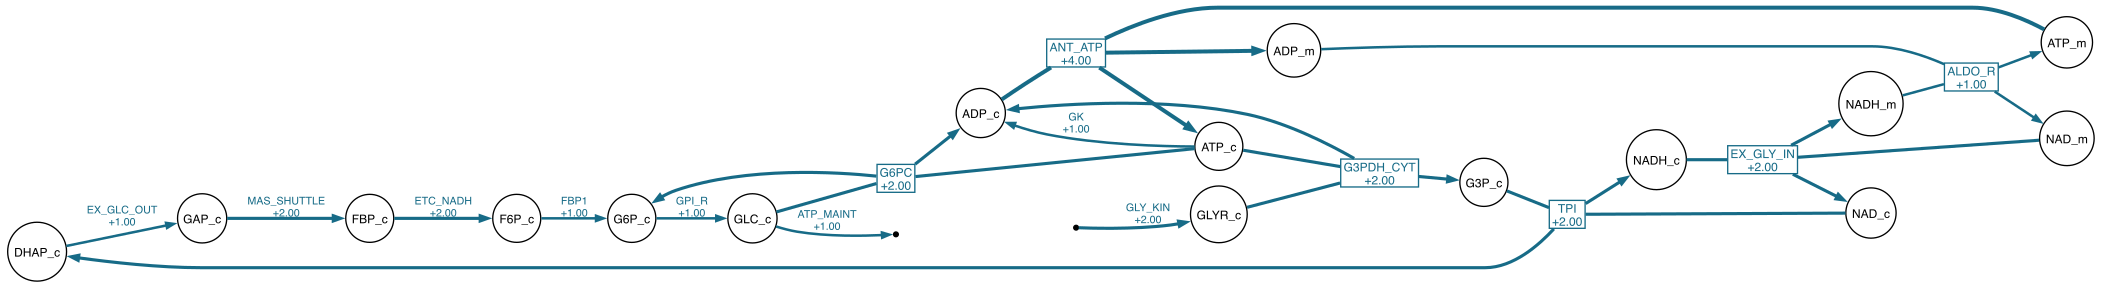 ANT_ATP
+4.00
ADP_m
ATP_m
ALDO_R
+1.00
NADH_m
ADP_c
GK
+1.00
ATP_c
NAD_m
NADH_c
EX_GLY_IN
+2.00
G3PDH_CYT
+2.00
G6PC
+2.00
G3P_c
EX_GLC_OUT
+1.00
GAP_c
MAS_SHUTTLE
+2.00
FBP_c
ETC_NADH
+2.00
F6P_c
FBP1
+1.00
G6P_c
GPI_R
+1.00
GLC_c
ATP_MAINT
+1.00
GLY_KIN
+2.00
GLYR_c
TPI
+2.00
NAD_c
DHAP_c